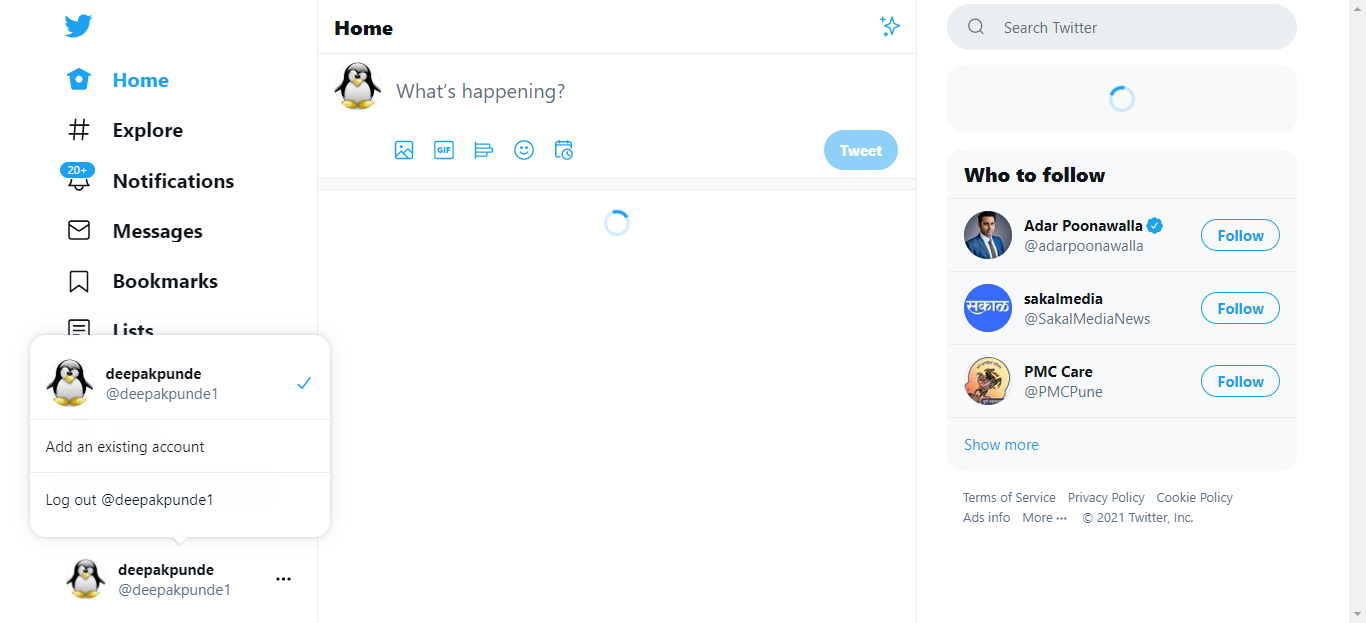 Home
Explore
20+
Notifications
Messages
Bookmarks
Lists
deepakpunde
@deepakpunde1
Add an existing account
Log out @deepakpunde1
deepakpunde
@deepakpunde1
Home
What's happening?
GIF
Tweet
Search Twitter
Who to follow
Adar Poonawalla
@adarpoonawalla
Follow
सकाळ
sakalmedia
@SakalMediaNews
Follow
PMC Care
@PMCPune
Follow
Show more
Terms of Service Privacy Policy Cookie Policy
Ads info More ··· © 2021 Twitter, Inc.